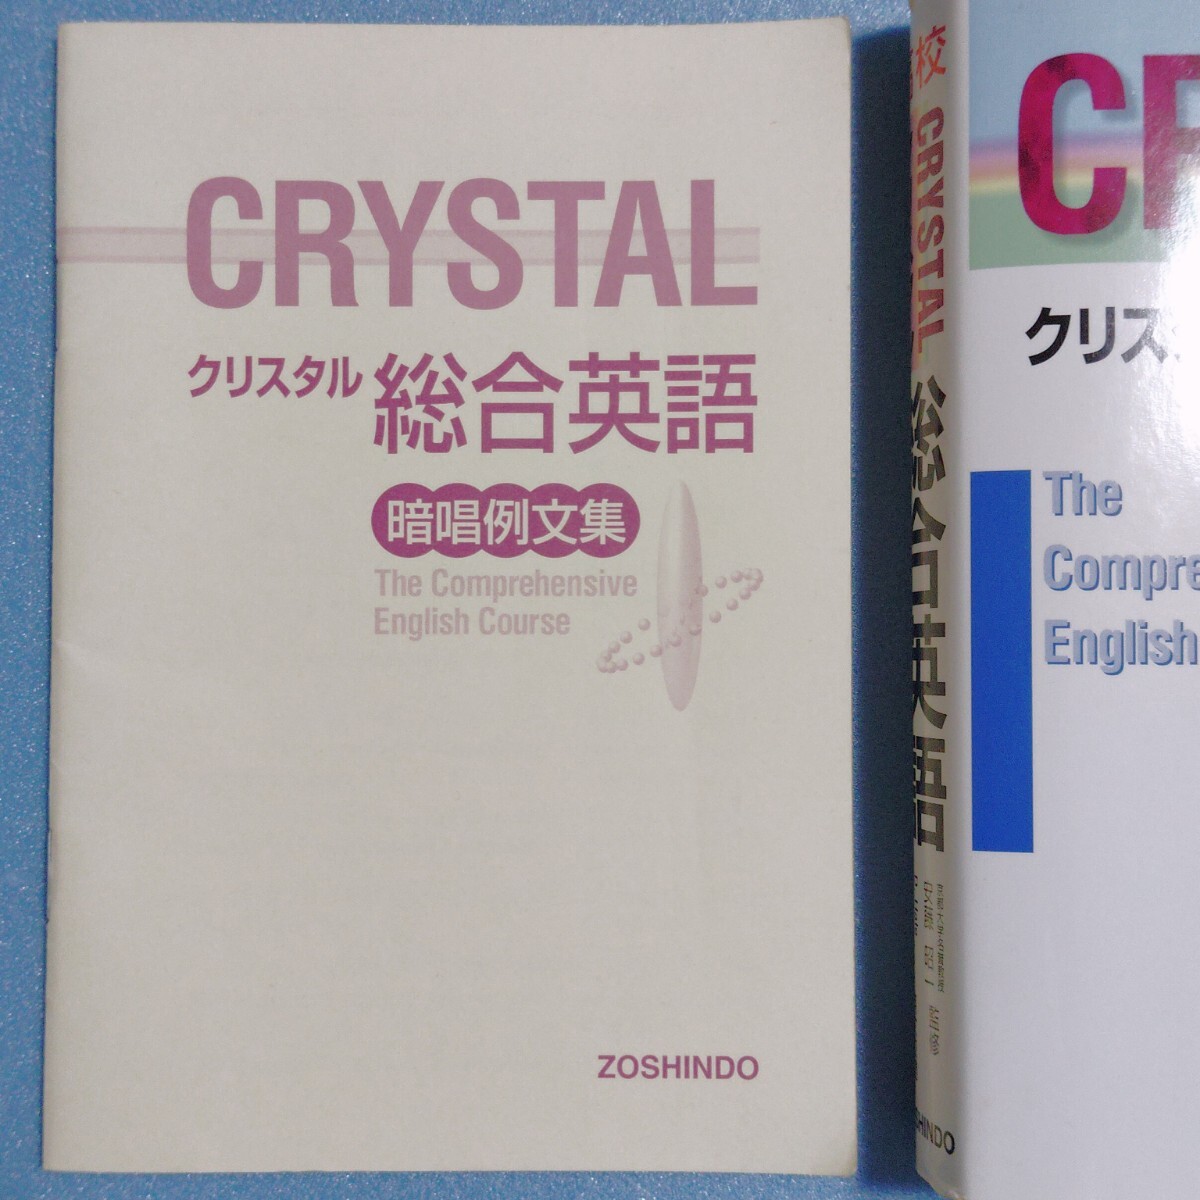 CRYSTAL
クリスタル 総合英語
暗唱例文集
The Comprehensive
English Course
ZOSHINDO
校 CRYSTAL 総合英語
CR
クリス
The
Compre
English